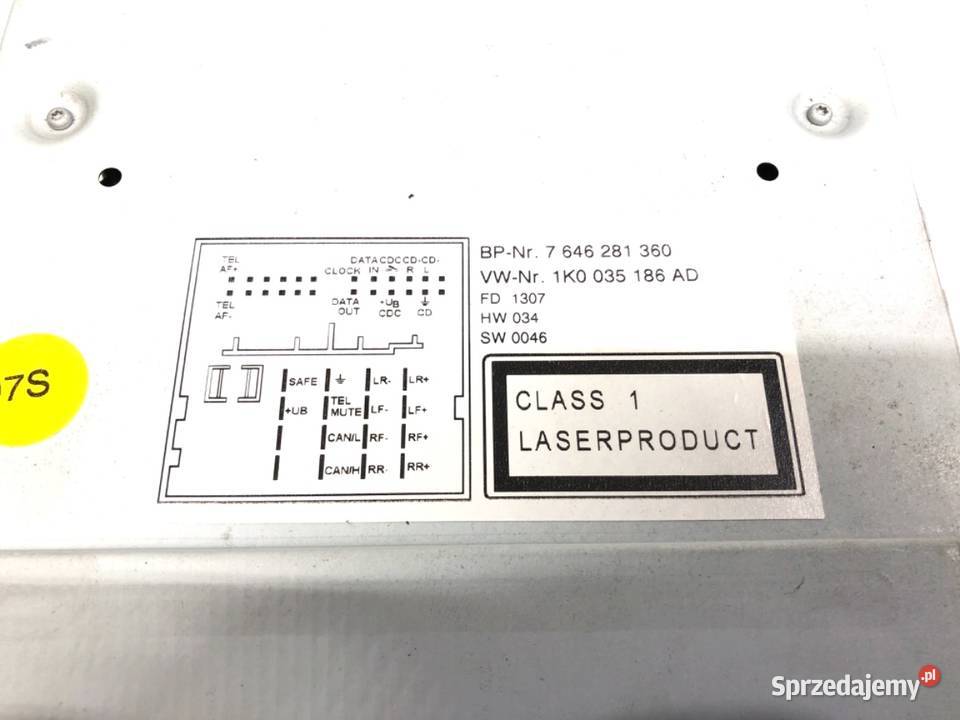 TEL
AF+
DATA CDC CD- CD-
CLOCK IN R L
TEL
AF-
DATA
OUT
+UB
CDC
CD
SAFE LR- LR+
+UB TEL
MUTE LF- LF+
CAN/L RF- RF+
CAN/H RR- RR+
BP-Nr. 7 646 281 360
VW-Nr. 1K0 035 186 AD
FD 1307
HW 034
SW 0046
CLASS 1
LASERPRODUCT
7S
Sprzedajemy.pl